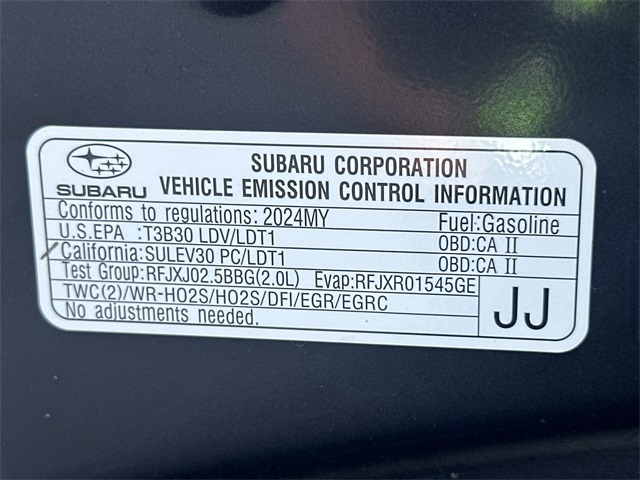 SUBARU CORPORATION
SUBARU VEHICLE EMISSION CONTROL INFORMATION
Conforms to regulations: 2024MY Fuel:Gasoline
U.S.EPA :T3B30 LDV/LDT1 OBD:CA II
California:SULEV30 PC/LDT1 OBD:CA II
Test Group:RFJXJ02.5BBG(2.0L) Evap:RFJXR01545GE
TWC(2)/WR-HO2S/HO2S/DFI/EGR/EGRC
No adjustments needed.
JJ